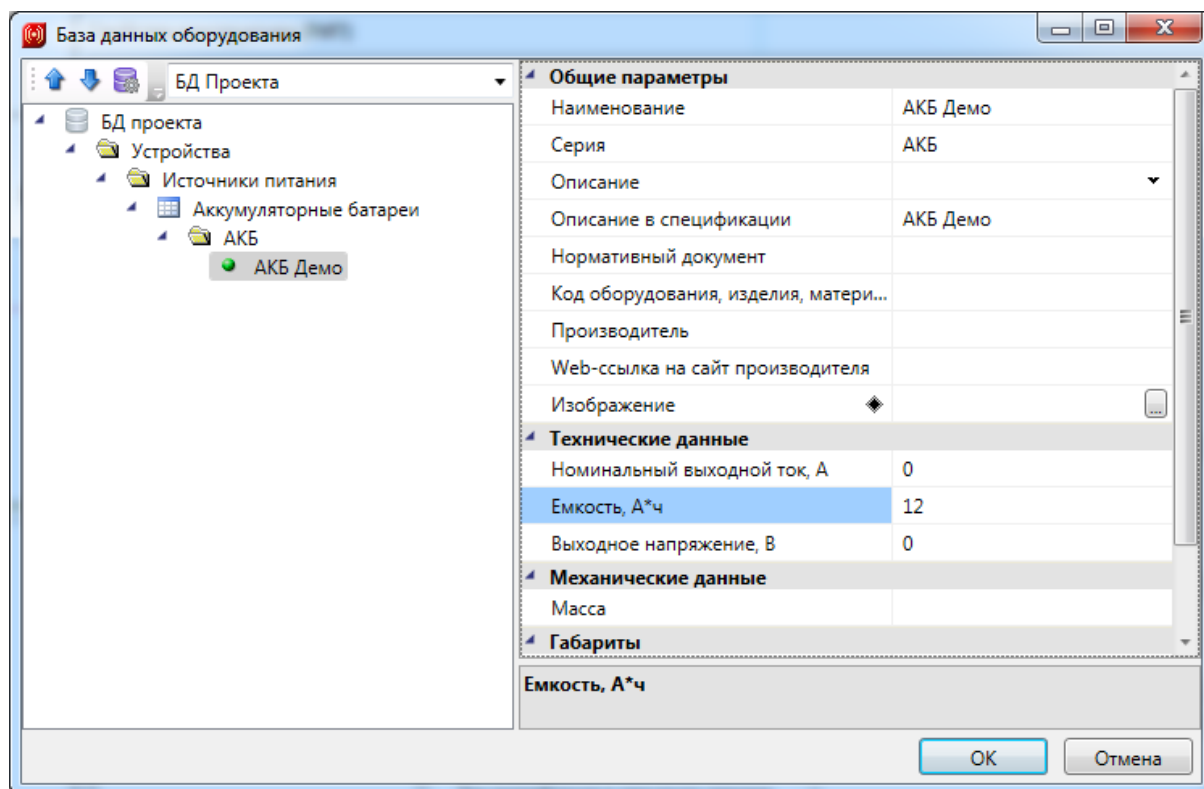 База данных оборудования
БД Проекта
БД проекта
Устройства
Источники питания
Аккумуляторные батареи
АКБ
АКБ Демо
Общие параметры
Наименование АКБ Демо
Серия АКБ
Описание
Описание в спецификации АКБ Демо
Нормативный документ
Код оборудования, изделия, матери...
Производитель
Web-ссылка на сайт производителя
Изображение ...
Технические данные
Номинальный выходной ток, А 0
Емкость, А*ч 12
Выходное напряжение, В 0
Механические данные
Масса
Габариты
Емкость, А*ч
ОК Отмена